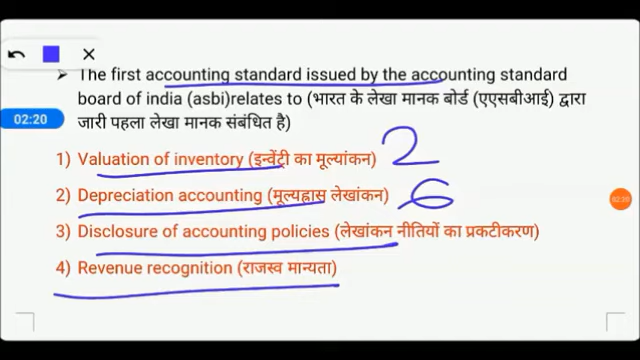 The first accounting standard issued by the accounting standard
board of india (asbi)relates to (भारत के लेखा मानक बोर्ड (एएसबीआई) द्वारा
02:20
जारी पहला लेखा मानक संबंधित है)
1) Valuation of inventory (इन्वेंट्री का मूल्यांकन) 2
2) Depreciation accounting (मूल्यह्रास लेखांकन) 6
02:20
3) Disclosure of accounting policies (लेखांकन नीतियों का प्रकटीकरण)
4) Revenue recognition (राजस्व मान्यता)